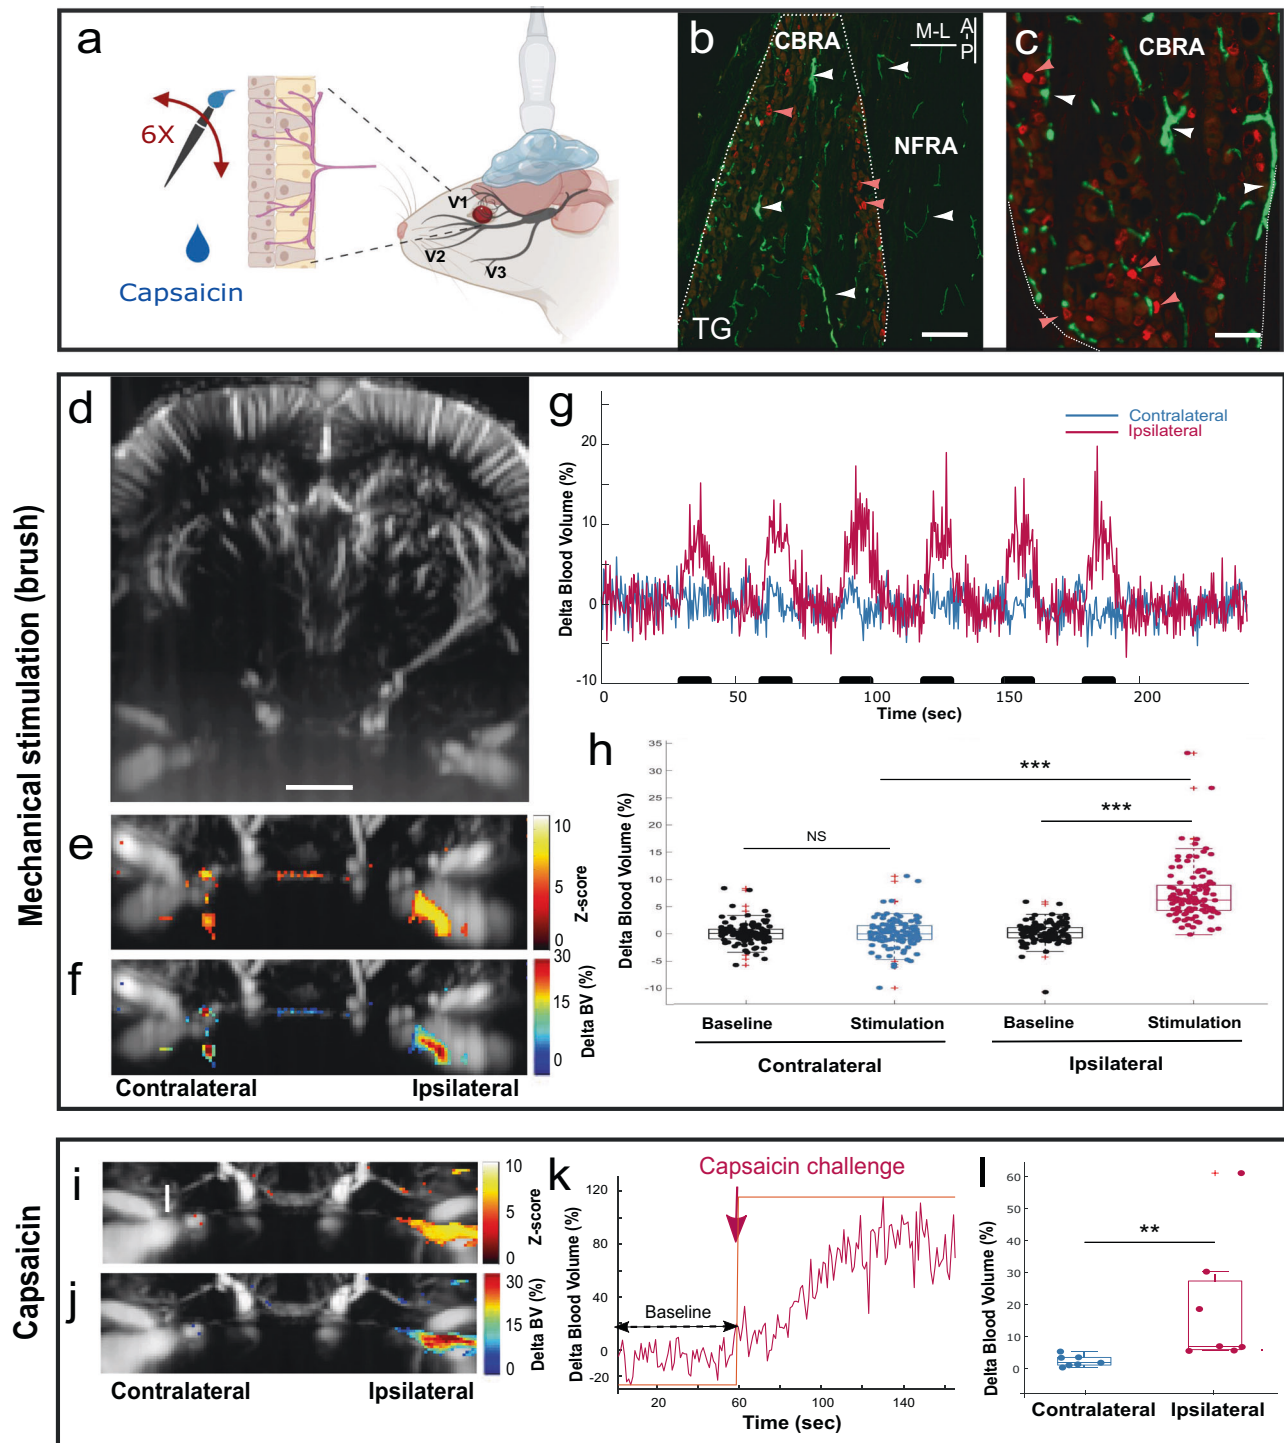 a
6X
Capsaicin
V1
V2
V3
b
CBRA
M-L
A-P
NFRA
TG
c
CBRA
Mechanical stimulation (brush)
d
e
10
5
0
Z-score
f
30
15
0
Delta BV (%)
Contralateral Ipsilateral
g
Contralateral
Ipsilateral
20
10
0
-10
Delta Blood Volume (%)
0 50 100 150 200
Time (sec)
h
35
30
25
20
15
10
5
0
-5
-10
Delta Blood Volume (%)
NS
***
***
Baseline Stimulation Baseline Stimulation
Contralateral Ipsilateral
Capsaicin
i
10
5
0
Z-score
j
30
20
10
0
Delta BV (%)
Contralateral Ipsilateral
k
Capsaicin challenge
120
80
40
0
-20
Delta Blood Volume (%)
Baseline
20 60 100 140
Time (sec)
l
60
50
40
30
20
10
0
Delta Blood Volume (%)
**
Contralateral Ipsilateral